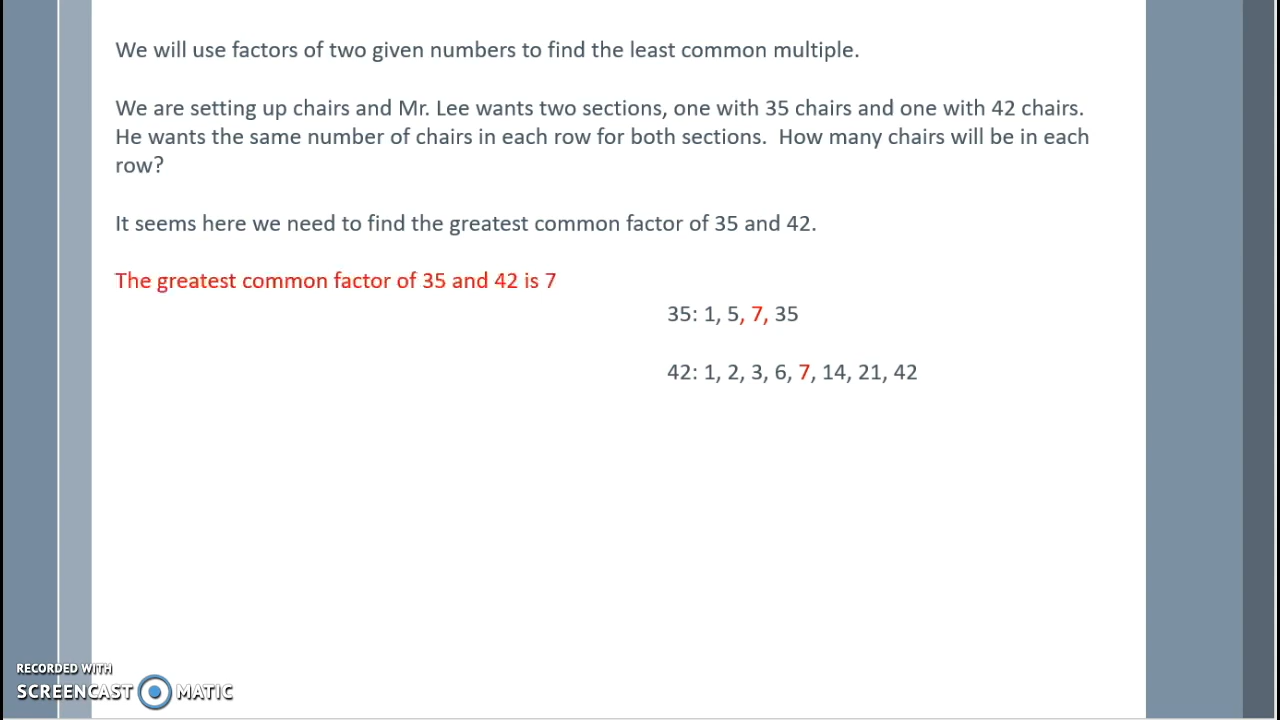 We will use factors of two given numbers to find the least common multiple.
We are setting up chairs and Mr. Lee wants two sections, one with 35 chairs and one with 42 chairs.
He wants the same number of chairs in each row for both sections.  How many chairs will be in each
row?
It seems here we need to find the greatest common factor of 35 and 42.
The greatest common factor of 35 and 42 is 7
35: 1, 5, 7, 35
42: 1, 2, 3, 6, 7, 14, 21, 42
RECORDED WITH
SCREENCAST MATIC